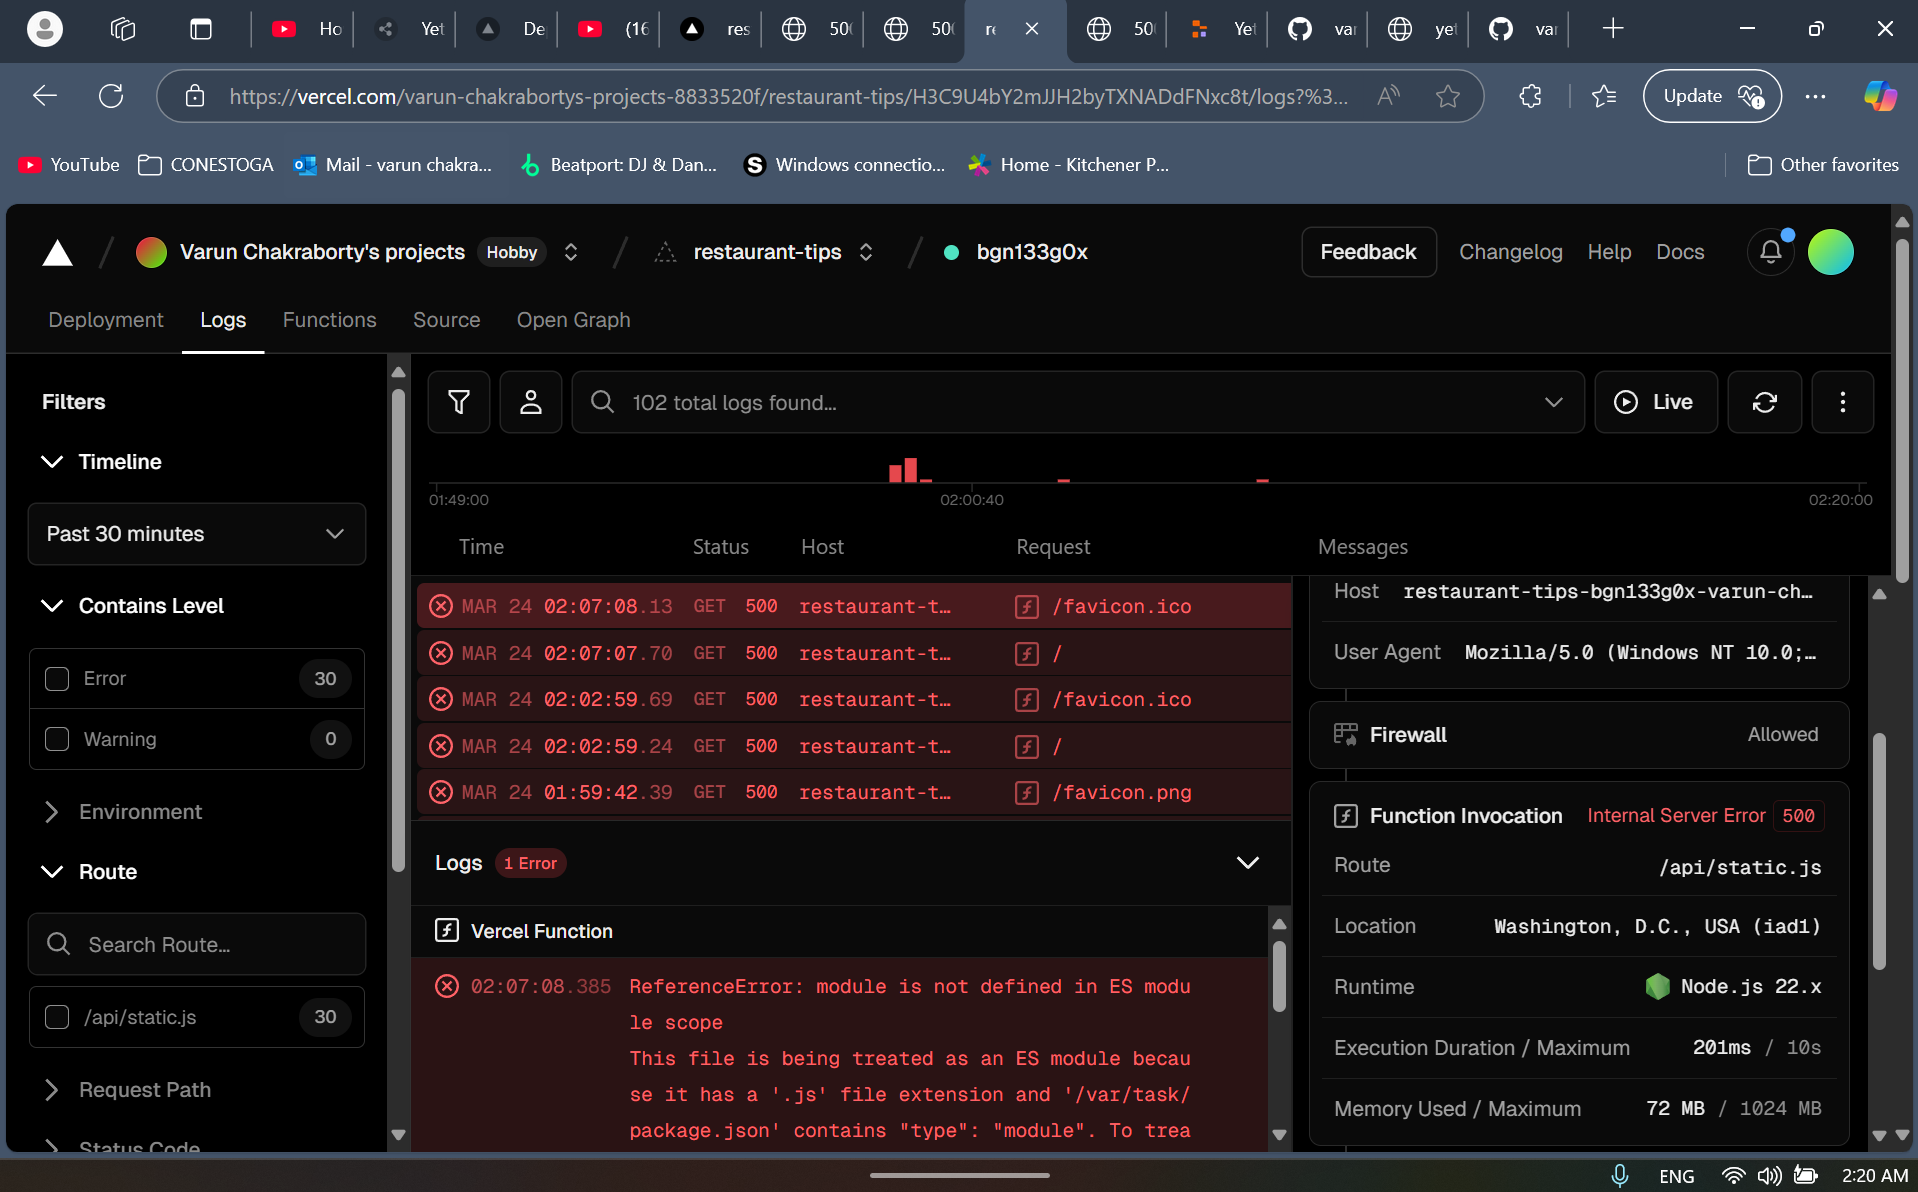 Ho
Yet
De
(16
res
500
500
re
500
Yet
var
yet
var
https://vercel.com/varun-chakrabortys-projects-8833520f/restaurant-tips/H3C9U4bY2mJJH2byTXNADdFNxc8t/logs?%3...
Update
YouTube
CONESTOGA
Mail - varun chakra...
Beatport: DJ & Dan...
Windows connectio...
Home - Kitchener P...
Other favorites
Varun Chakraborty's projects
Hobby
restaurant-tips
bgn133g0x
Feedback
Changelog
Help
Docs
Deployment
Logs
Functions
Source
Open Graph
Filters
Timeline
Past 30 minutes
Contains Level
Error 30
Warning 0
Environment
Route
Search Route...
/api/static.js 30
Request Path
Status Code
102 total logs found...
Live
01:49:00
02:00:40
02:20:00
Time Status Host Request Messages
MAR 24 02:07:08.13 GET 500 restaurant-t… /favicon.ico
MAR 24 02:07:07.70 GET 500 restaurant-t… /
MAR 24 02:02:59.69 GET 500 restaurant-t… /favicon.ico
MAR 24 02:02:59.24 GET 500 restaurant-t… /
MAR 24 01:59:42.39 GET 500 restaurant-t… /favicon.png
Logs 1 Error
Vercel Function
02:07:08.385 ReferenceError: module is not defined in ES modu
le scope
This file is being treated as an ES module becau
se it has a '.js' file extension and '/var/task/
package.json' contains "type": "module". To trea
Host restaurant-tips-bgn133g0x-varun-ch…
User Agent Mozilla/5.0 (Windows NT 10.0;…
Firewall Allowed
Function Invocation Internal Server Error 500
Route /api/static.js
Location Washington, D.C., USA (iad1)
Runtime Node.js 22.x
Execution Duration / Maximum 201ms / 10s
Memory Used / Maximum 72 MB / 1024 MB
ENG
2:20 AM